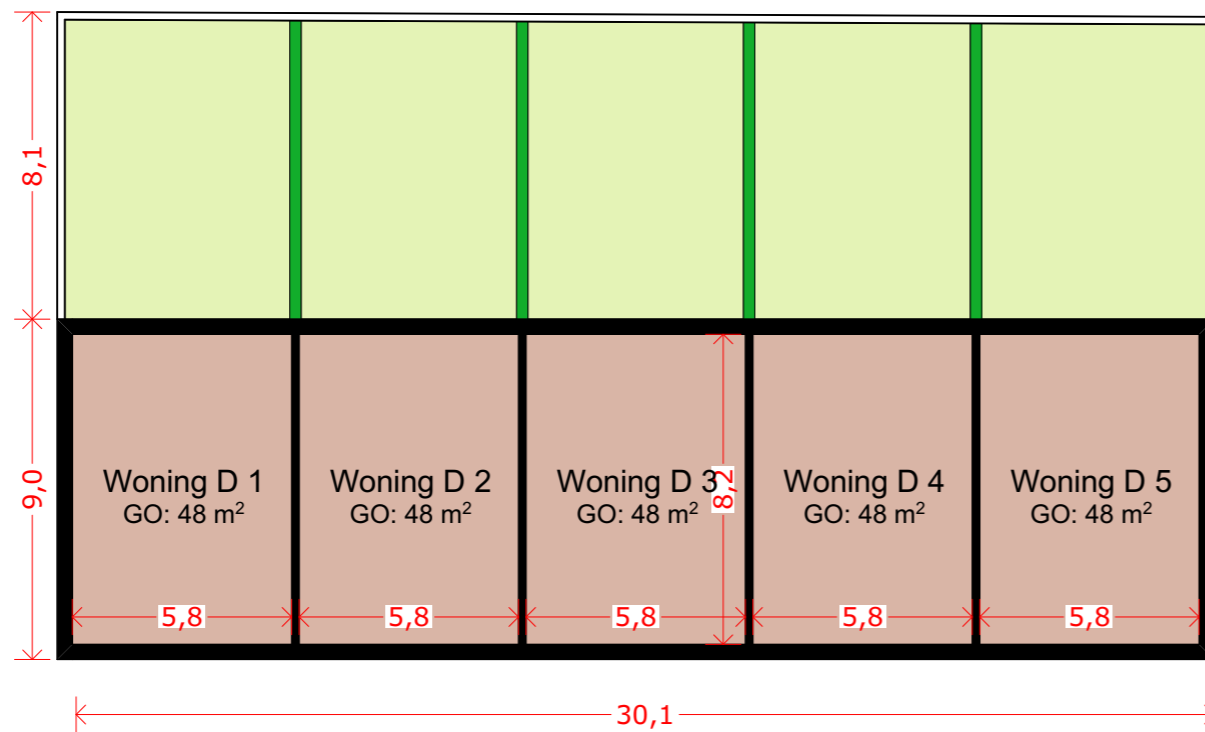 8,1
9,0
Woning D 1
GO: 48 m²
Woning D 2
GO: 48 m²
Woning D 3
GO: 48 m²
8,2
Woning D 4
GO: 48 m²
Woning D 5
GO: 48 m²
5,8
5,8
5,8
5,8
5,8
30,1